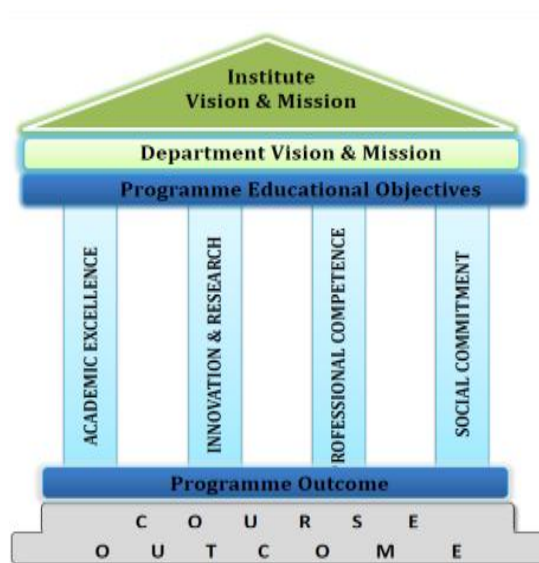 Institute
Vision & Mission
Department Vision & Mission
Programme Educational Objectives
ACADEMIC EXCELLENCE
INNOVATION & RESEARCH
PROFESSIONAL COMPETENCE
SOCIAL COMMITMENT
Programme Outcome
C O U R S E
O U T C O M E